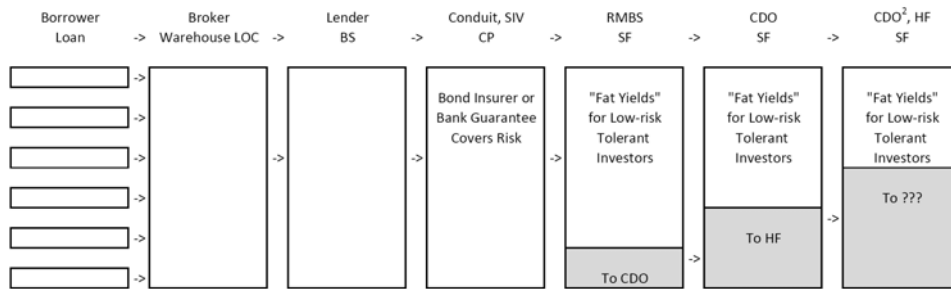 Borrower -> Broker -> Lender -> Conduit, SIV -> RMBS -> CDO -> CDO², HF
Loan -> Warehouse LOC -> BS -> CP -> SF -> SF -> SF
->
->
-> -> ->
->
->
->
Bond Insurer or
Bank Guarantee
Covers Risk
->
"Fat Yields"
for Low-risk
Tolerant
Investors
To CDO
->
"Fat Yields"
for Low-risk
Tolerant
Investors
To HF
->
"Fat Yields"
for Low-risk
Tolerant
Investors
To ???